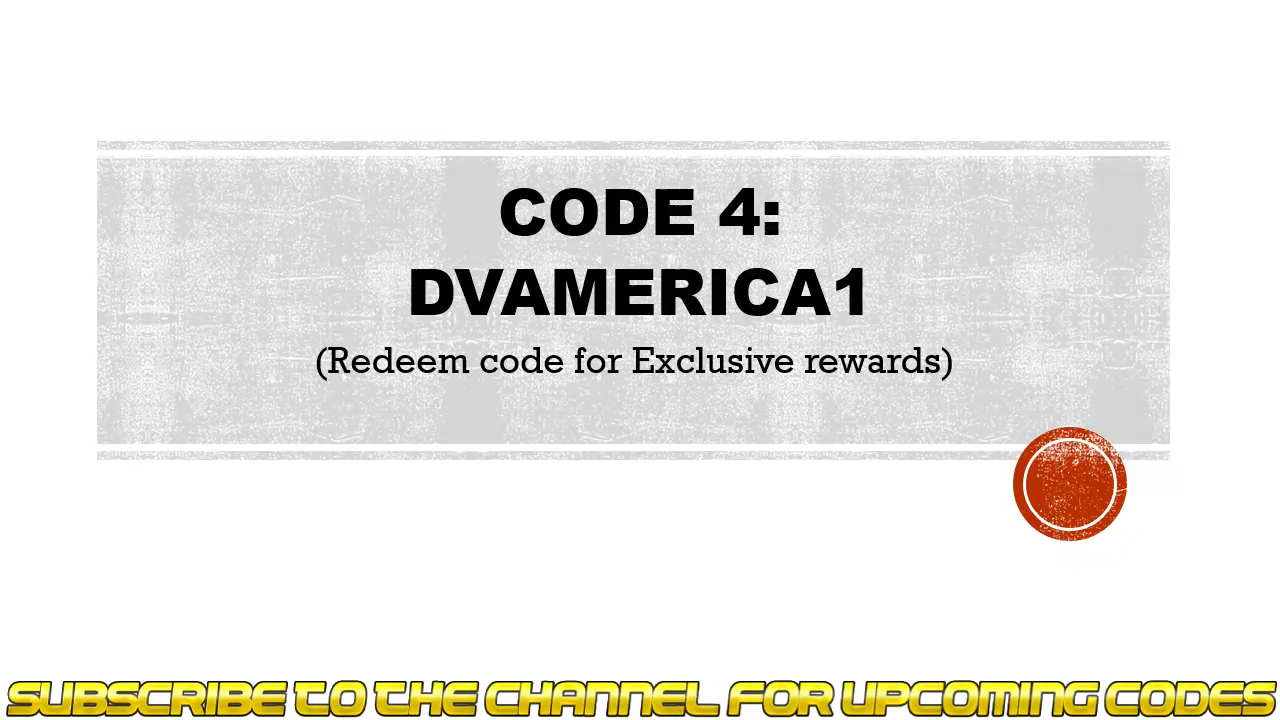 CODE 4:
DVAMERICA1
(Redeem code for Exclusive rewards)
SUBSCRIBE TO THE CHANNEL FOR UPCOMING CODES